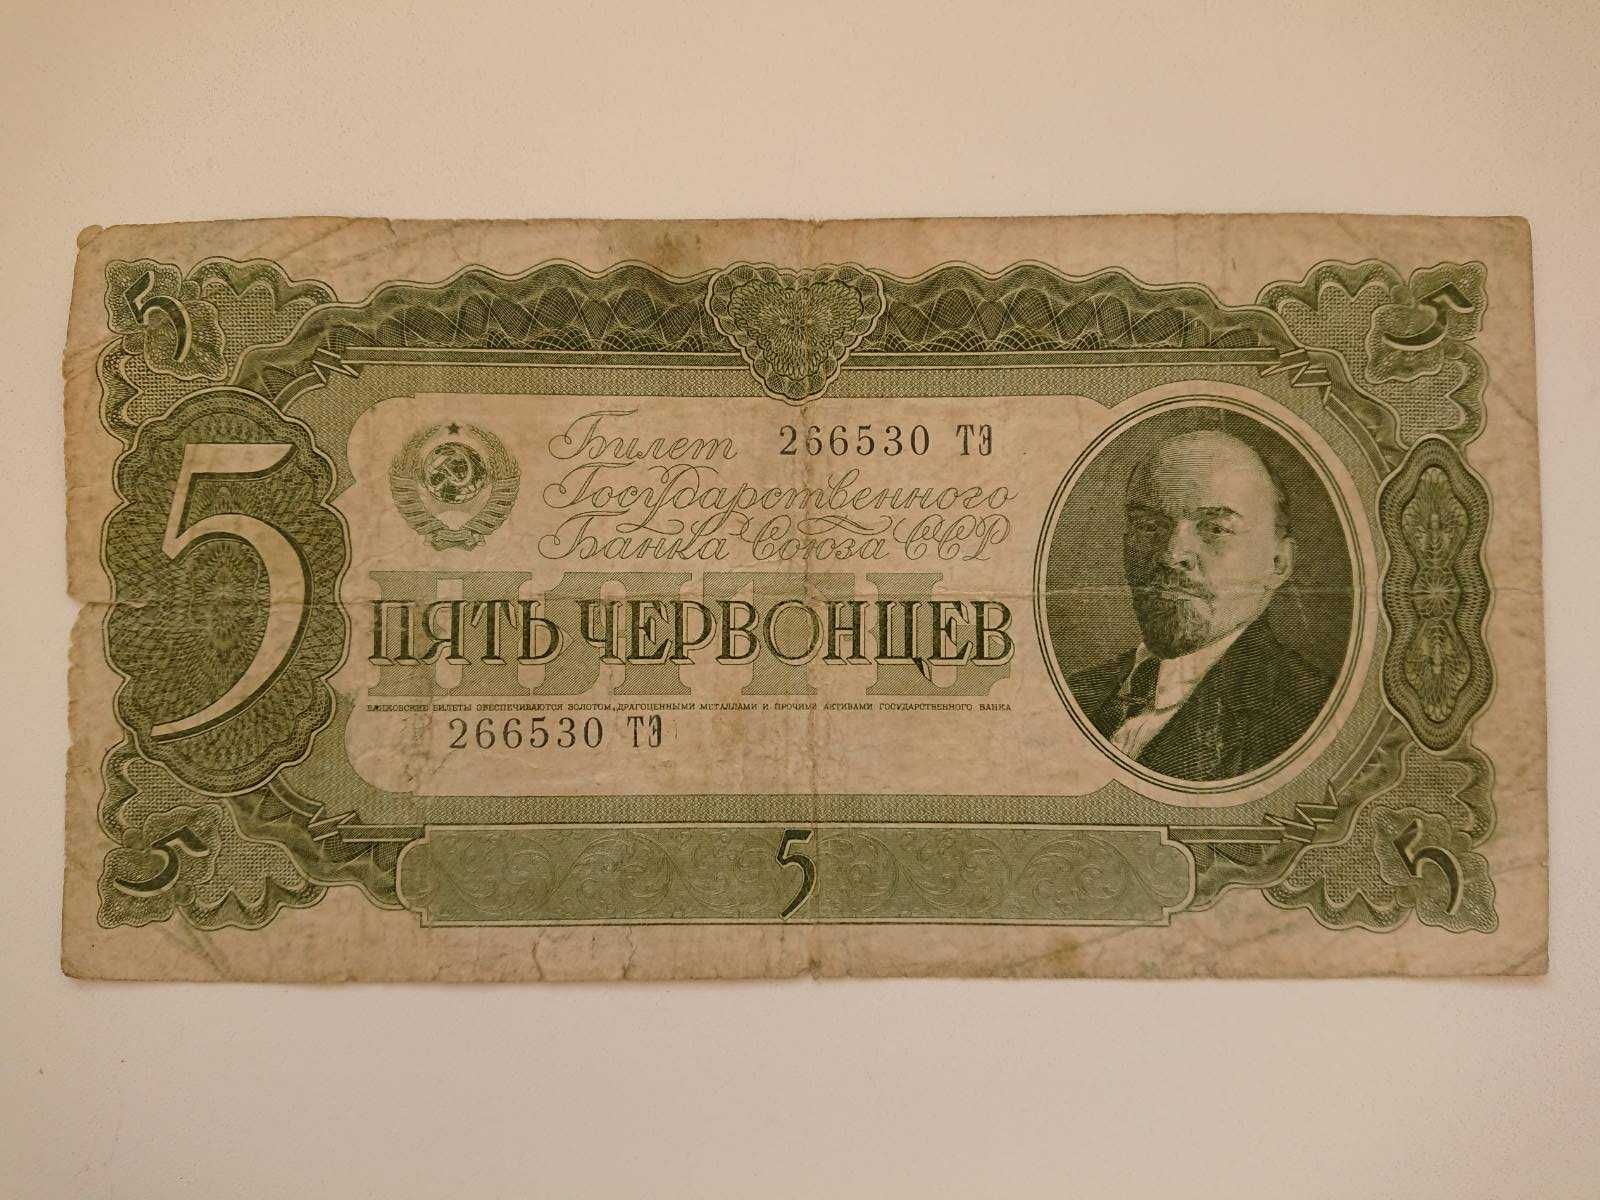 5 5
5
Билет 266530 ТЭ
Государственного
Банка Союза ССР
ПЯТЬ
ПЯТЬ ЧЕРВОНЦЕВ
БАНКОВСКИЕ БИЛЕТЫ ОБЕСПЕЧИВАЮТСЯ ЗОЛОТОМ, ДРАГОЦЕННЫМИ МЕТАЛЛАМИ И ПРОЧИМИ АКТИВАМИ ГОСУДАРСТВЕННОГО БАНКА
266530 ТЭ
5 5 5